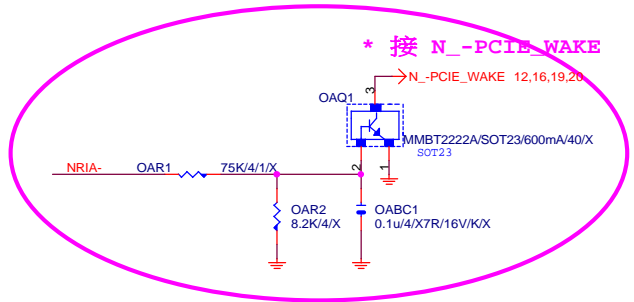 * 接 N_-PCIE_WAKE
N_-PCIE_WAKE 12,16,19,20
3
OAQ1
MMBT2222A/SOT23/600mA/40/X
SOT23
2
1
NRIA-
OAR1
75K/4/1/X
OAR2
8.2K/4/X
OABC1
0.1u/4/X7R/16V/K/X